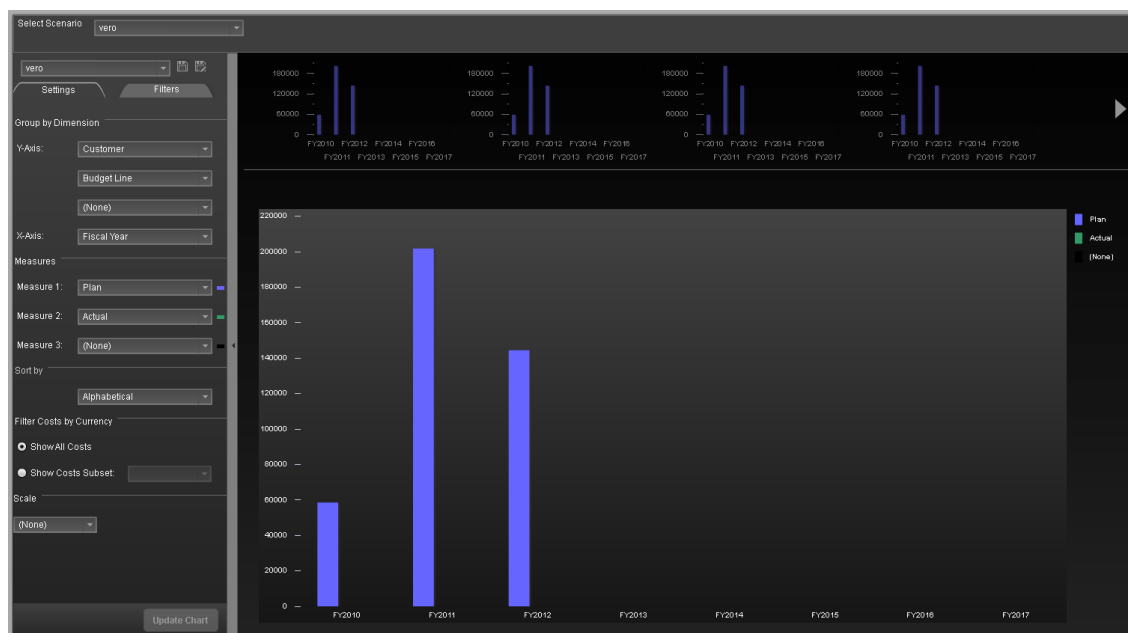 Select Scenario vero
vero
Settings Filters
Group by Dimension
Y-Axis: Customer
Budget Line
(None)
X-Axis: Fiscal Year
Measures
Measure 1: Plan
Measure 2: Actual
Measure 3: (None)
Sort by
Alphabetical
Filter Costs by Currency
Show All Costs
Show Costs Subset:
Scale
(None)
Update Chart
180000
120000
60000
0
FY2010 FY2012 FY2014 FY2016
FY2011 FY2013 FY2015 FY2017
180000
120000
60000
0
FY2010 FY2012 FY2014 FY2016
FY2011 FY2013 FY2015 FY2017
180000
120000
60000
0
FY2010 FY2012 FY2014 FY2016
FY2011 FY2013 FY2015 FY2017
180000
120000
60000
0
FY2010 FY2012 FY2014 FY2016
FY2011 FY2013 FY2015 FY2017
220000
200000
180000
160000
140000
120000
100000
80000
60000
40000
20000
0
FY2010 FY2011 FY2012 FY2013 FY2014 FY2015 FY2016 FY2017
Plan
Actual
(None)